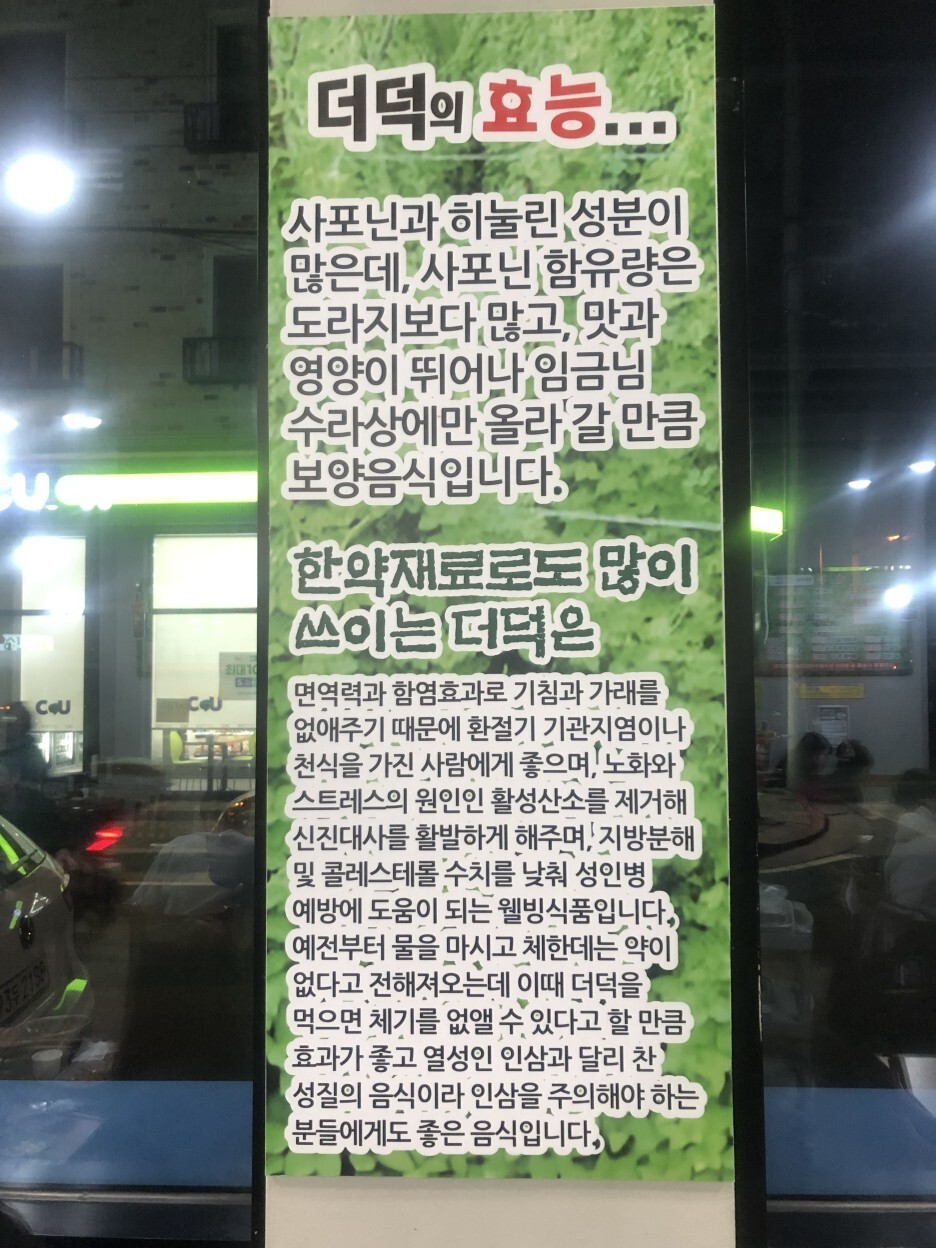 더덕의 효능...
사포닌과 히눌린 성분이
많은데, 사포닌 함유량은
도라지보다 많고, 맛과
영양이 뛰어나 임금님
수라상에만 올라 갈 만큼
보양음식입니다.
한약재료로도 많이
쓰이는 더덕은
면역력과 함염효과로 기침과 가래를
없애주기 때문에 환절기 기관지염이나
천식을 가진 사람에게 좋으며, 노화와
스트레스의 원인인 활성산소를 제거해
신진대사를 활발하게 해주며, 지방분해
및 콜레스테롤 수치를 낮춰 성인병
예방에 도움이 되는 웰빙식품입니다.
예전부터 물을 마시고 체한데는 약이
없다고 전해져오는데 이때 더덕을
먹으면 체기를 없앨 수 있다고 할 만큼
효과가 좋고 열성인 인삼과 달리 찬
성질의 음식이라 인삼을 주의해야 하는
분들에게도 좋은 음식입니다.
CU
CU